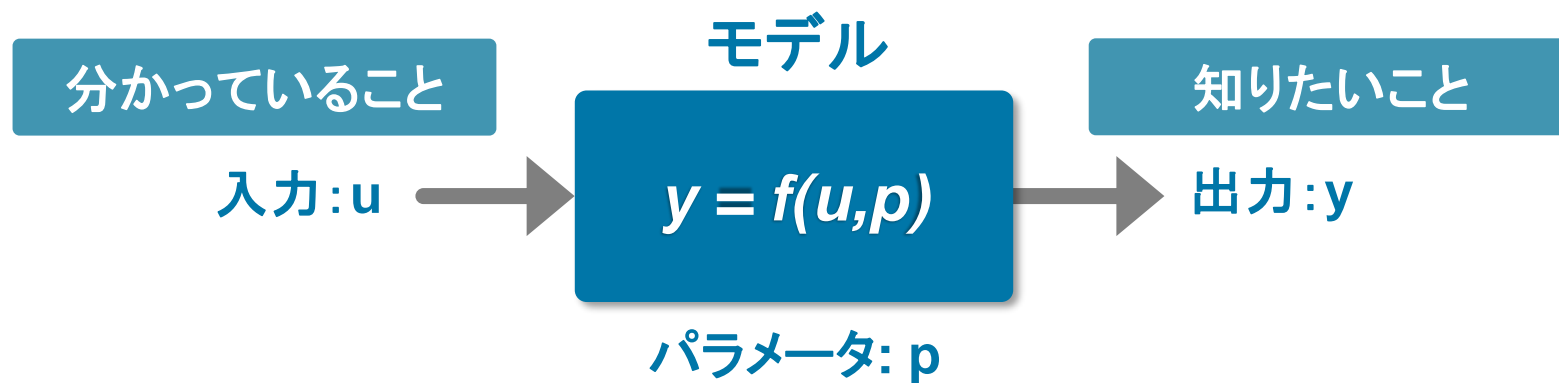 モデル
分かっていること
知りたいこと
入力:u
y = f(u,p)
出力:y
パラメータ: p